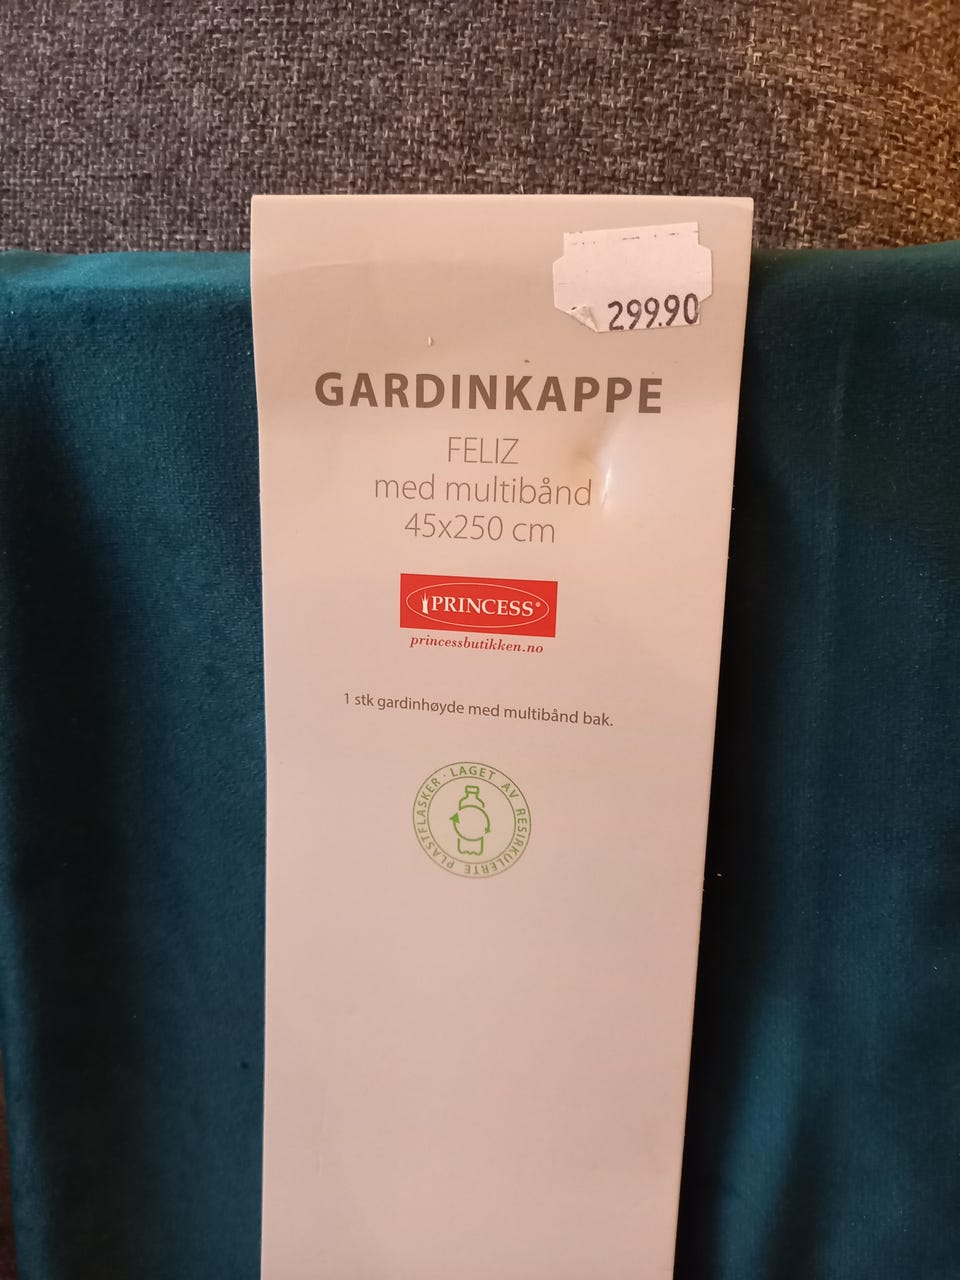 299.90
GARDINKAPPE
FELIZ
med multibånd
45x250 cm
PRINCESS®
princessbutikken.no
1 stk gardinhøyde med multibånd bak.
LAGET AV RESIRKULERTE PLASTFLASKER ·